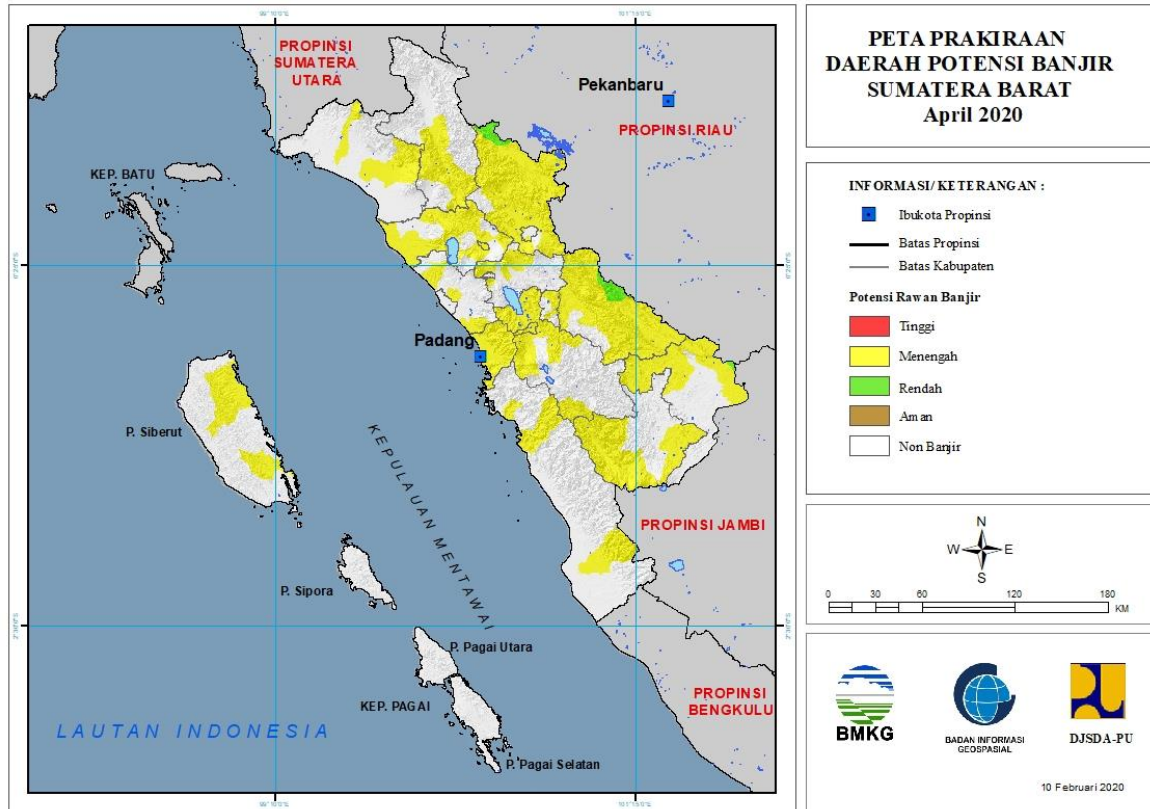 PETA PRAKIRAAN
DAERAH POTENSI BANJIR
SUMATERA BARAT
April 2020
INFORMASI/ KETERANGAN :
Ibukota Propinsi
Batas Propinsi
Batas Kabupaten
Potensi Rawan Banjir
Tinggi
Menengah
Rendah
Aman
Non Banjir
N
W
E
S
0 30 60 120 180
KM
BMKG
BADAN INFORMASI
GEOSPASIAL
DJSDA-PU
10 Februari 2020
PROPINSI
SUMATERA
UTARA
Pekanbaru
PROPINSI RIAU
KEP. BATU
Padang
P. Siberut
KEPULAUAN MENTAWAI
PROPINSI JAMBI
P. Sipora
P. Pagai Utara
KEP. PAGAI
PROPINSI
BENGKULU
LAUTAN INDONESIA
P. Pagai Selatan